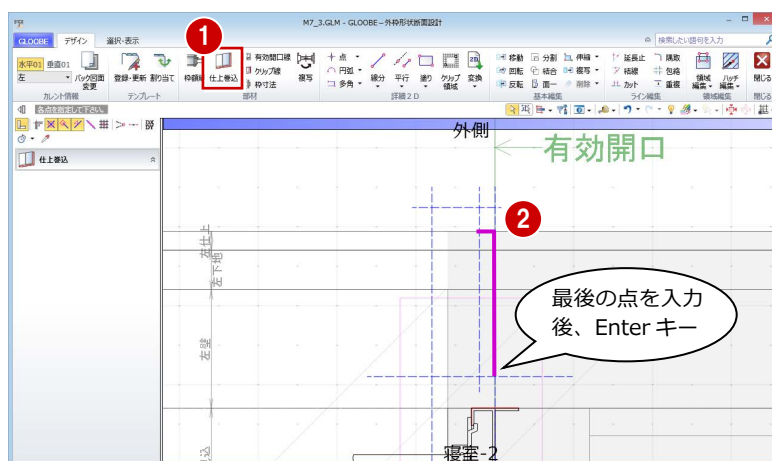 M7_3.GLM - GLOOBE－外枠形状断面設計
GLOOBE デザイン 選択・表示
検索したい語句を入力
水平01 垂直01
左
バック図面
変更
登録・更新 割り当て
枠額縁 仕上巻込
有効開口線
クリップ線
枠寸法
複写
点
円弧
多角
線分 平行 連り クリップ
領域
変換
移動 分割 伸縮
回転 結合 複写
反転 面一 削除
延長止 隅取
結線 包絡
カット 重複
領域
編集
ハッチ
編集
閉じる
カレント情報 テンプレート 部材 詳細２Ｄ 基本編集 ライン編集 領域編集 閉じる
各点を指定して下さい。
仕上巻込
1
外側
有効開口
2
左仕上
左下地
左壁
最後の点を入力
後、Enter キー
寝室-2